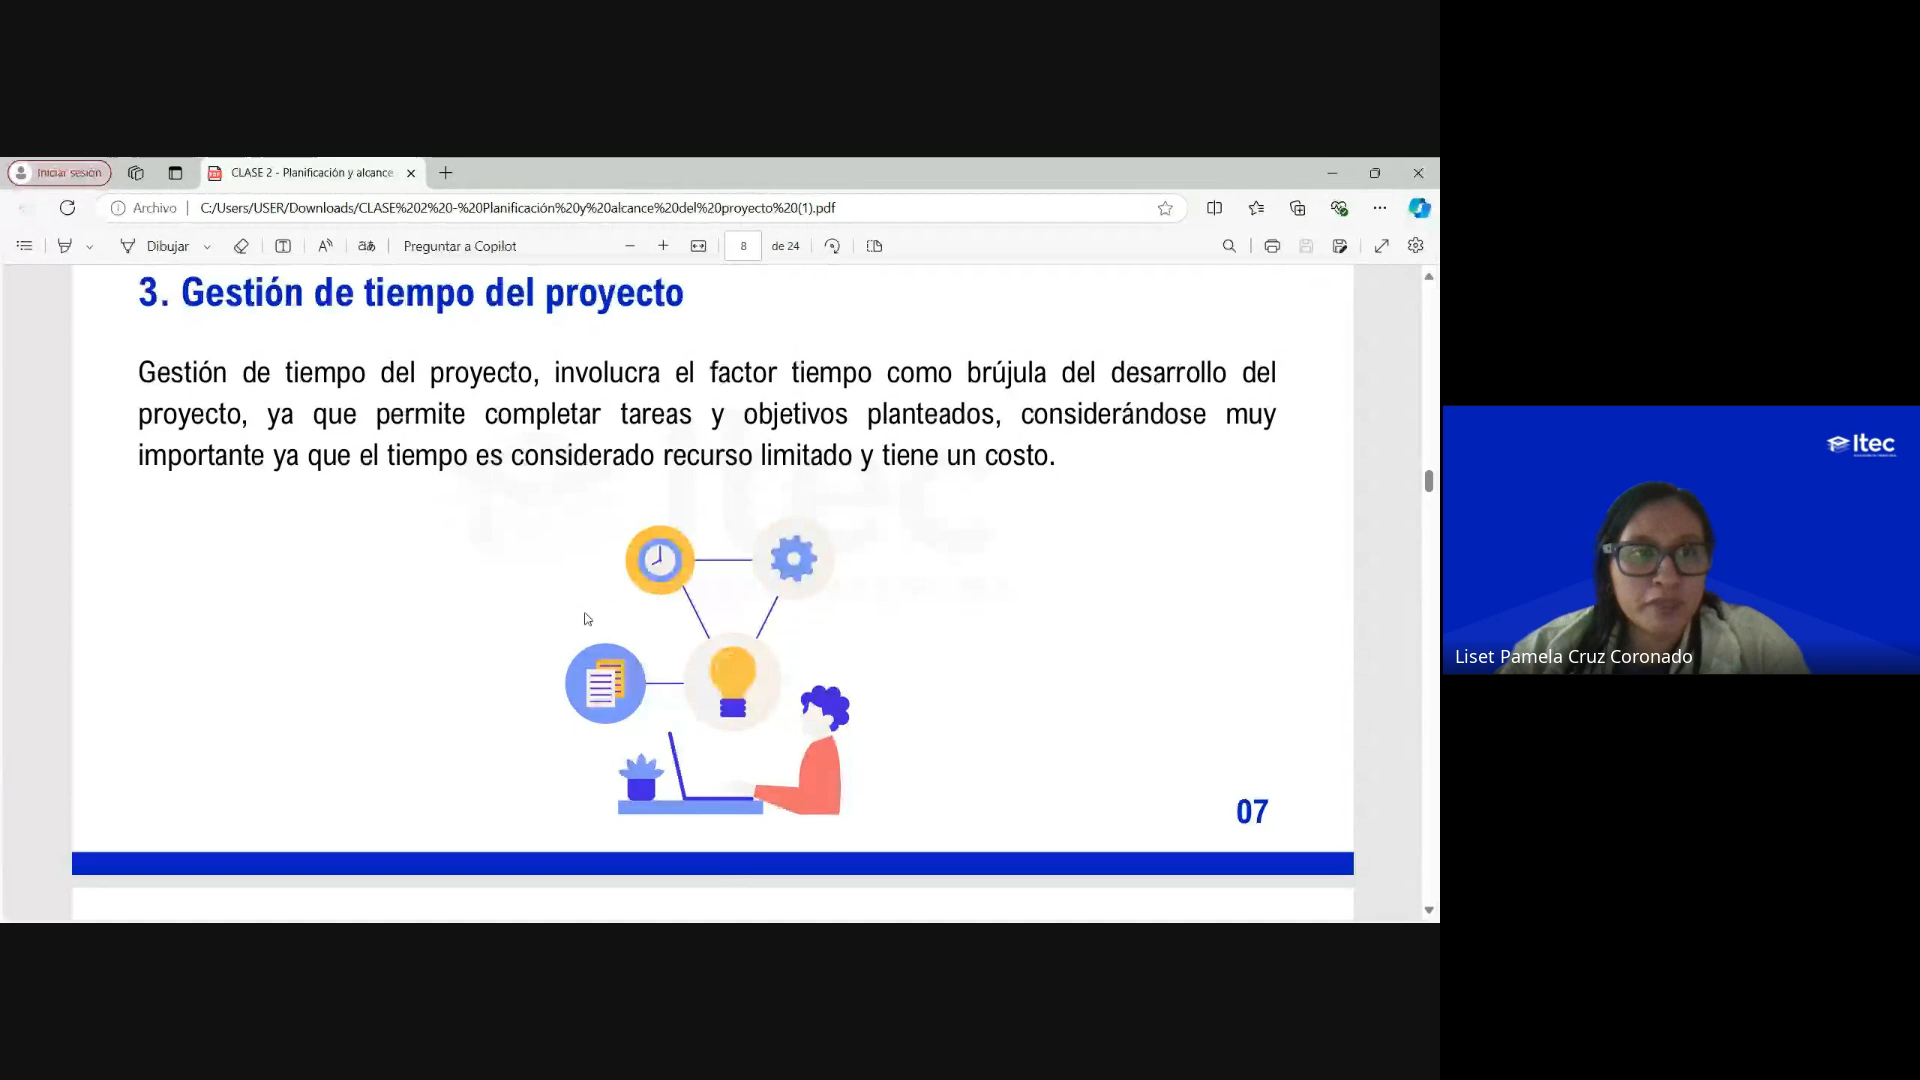 Iniciar sesión
CLASE 2 - Planificación y alcance
Archivo
C:/Users/USER/Downloads/CLASE%202%20-%20Planificación%20y%20alcance%20del%20proyecto%20(1).pdf
Dibujar
Preguntar a Copilot
8 de 24
3. Gestión de tiempo del proyecto
Gestión de tiempo del proyecto, involucra el factor tiempo como brújula del desarrollo del
proyecto, ya que permite completar tareas y objetivos planteados, considerándose muy
importante ya que el tiempo es considerado recurso limitado y tiene un costo.
Itec
07
Itec
Liset Pamela Cruz Coronado